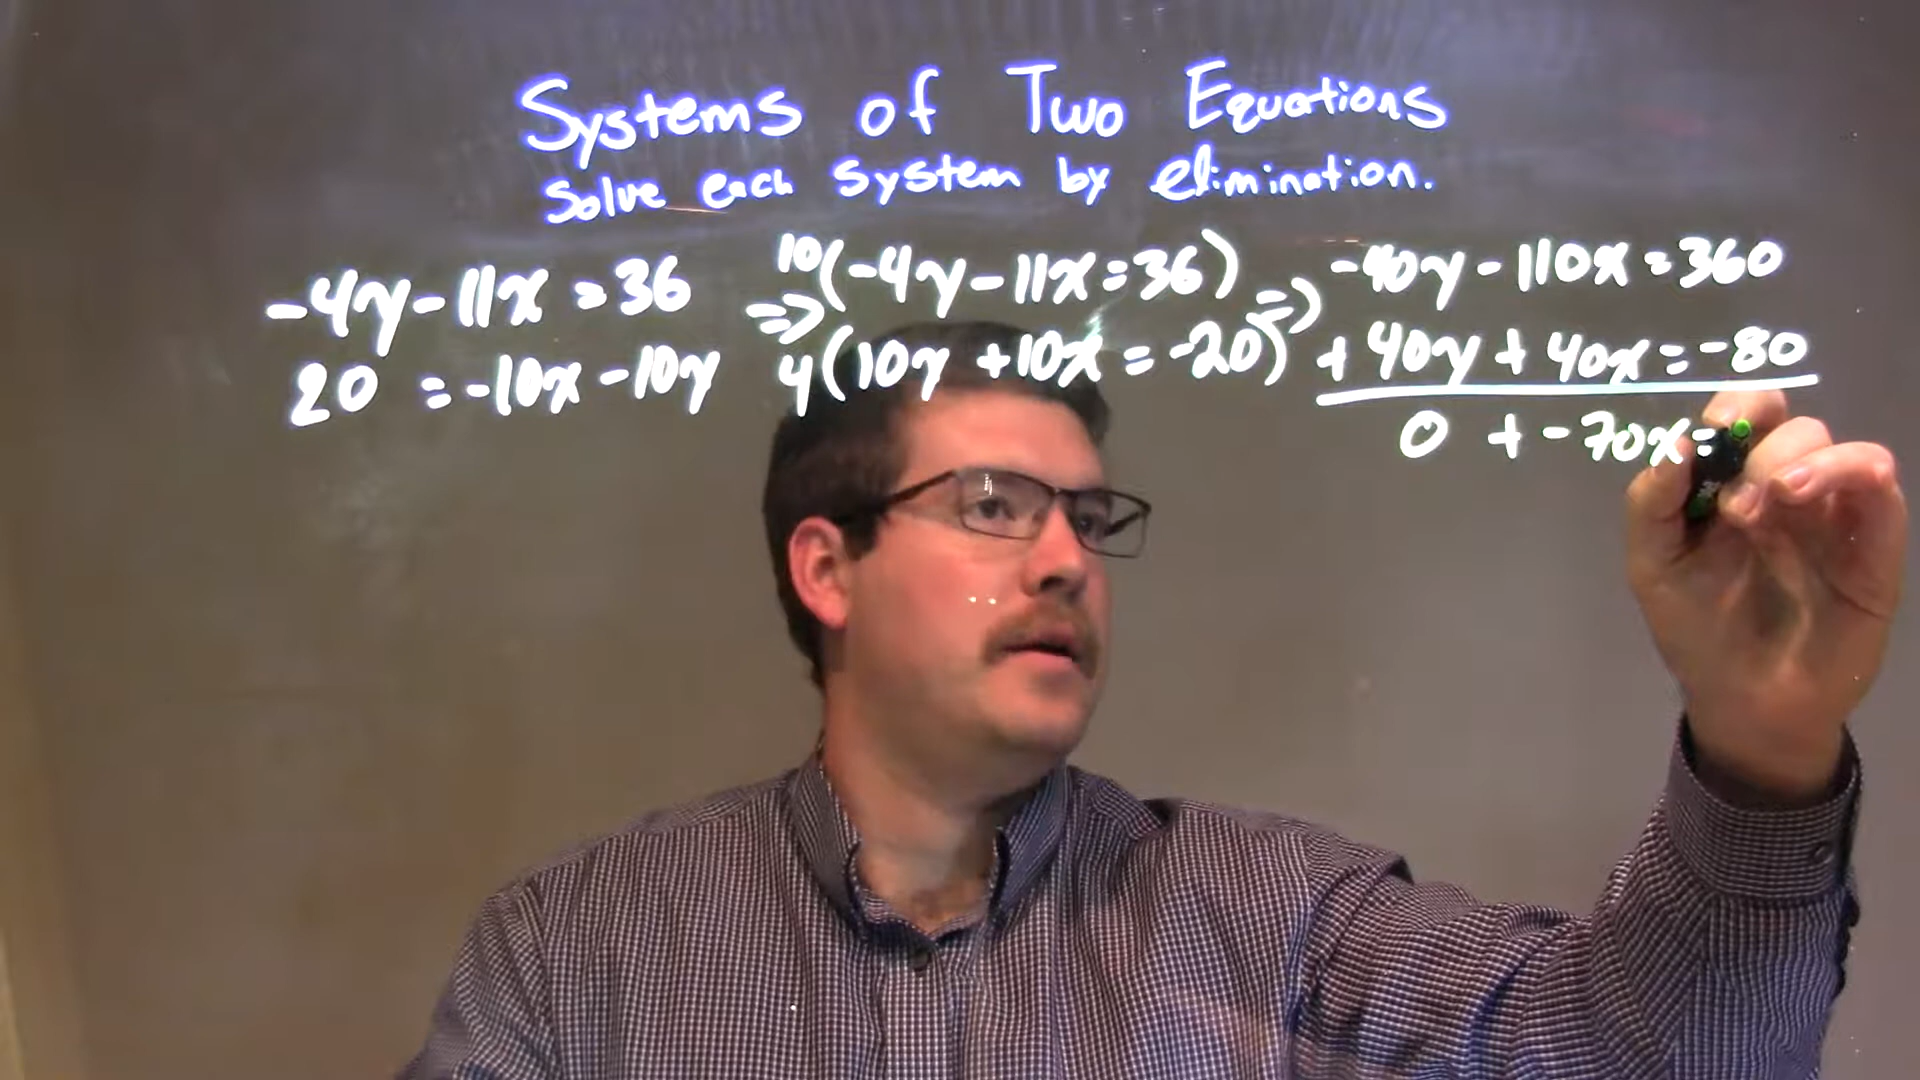 Systems of Two Equations
Solve each system by elimination.
-4y-11x=36 => 10(-4y-11x=36) => -40y-110x=360
20 =-10x-10y 4(10y+10x=-20) + 40y+40x=-80
0 + -70x=